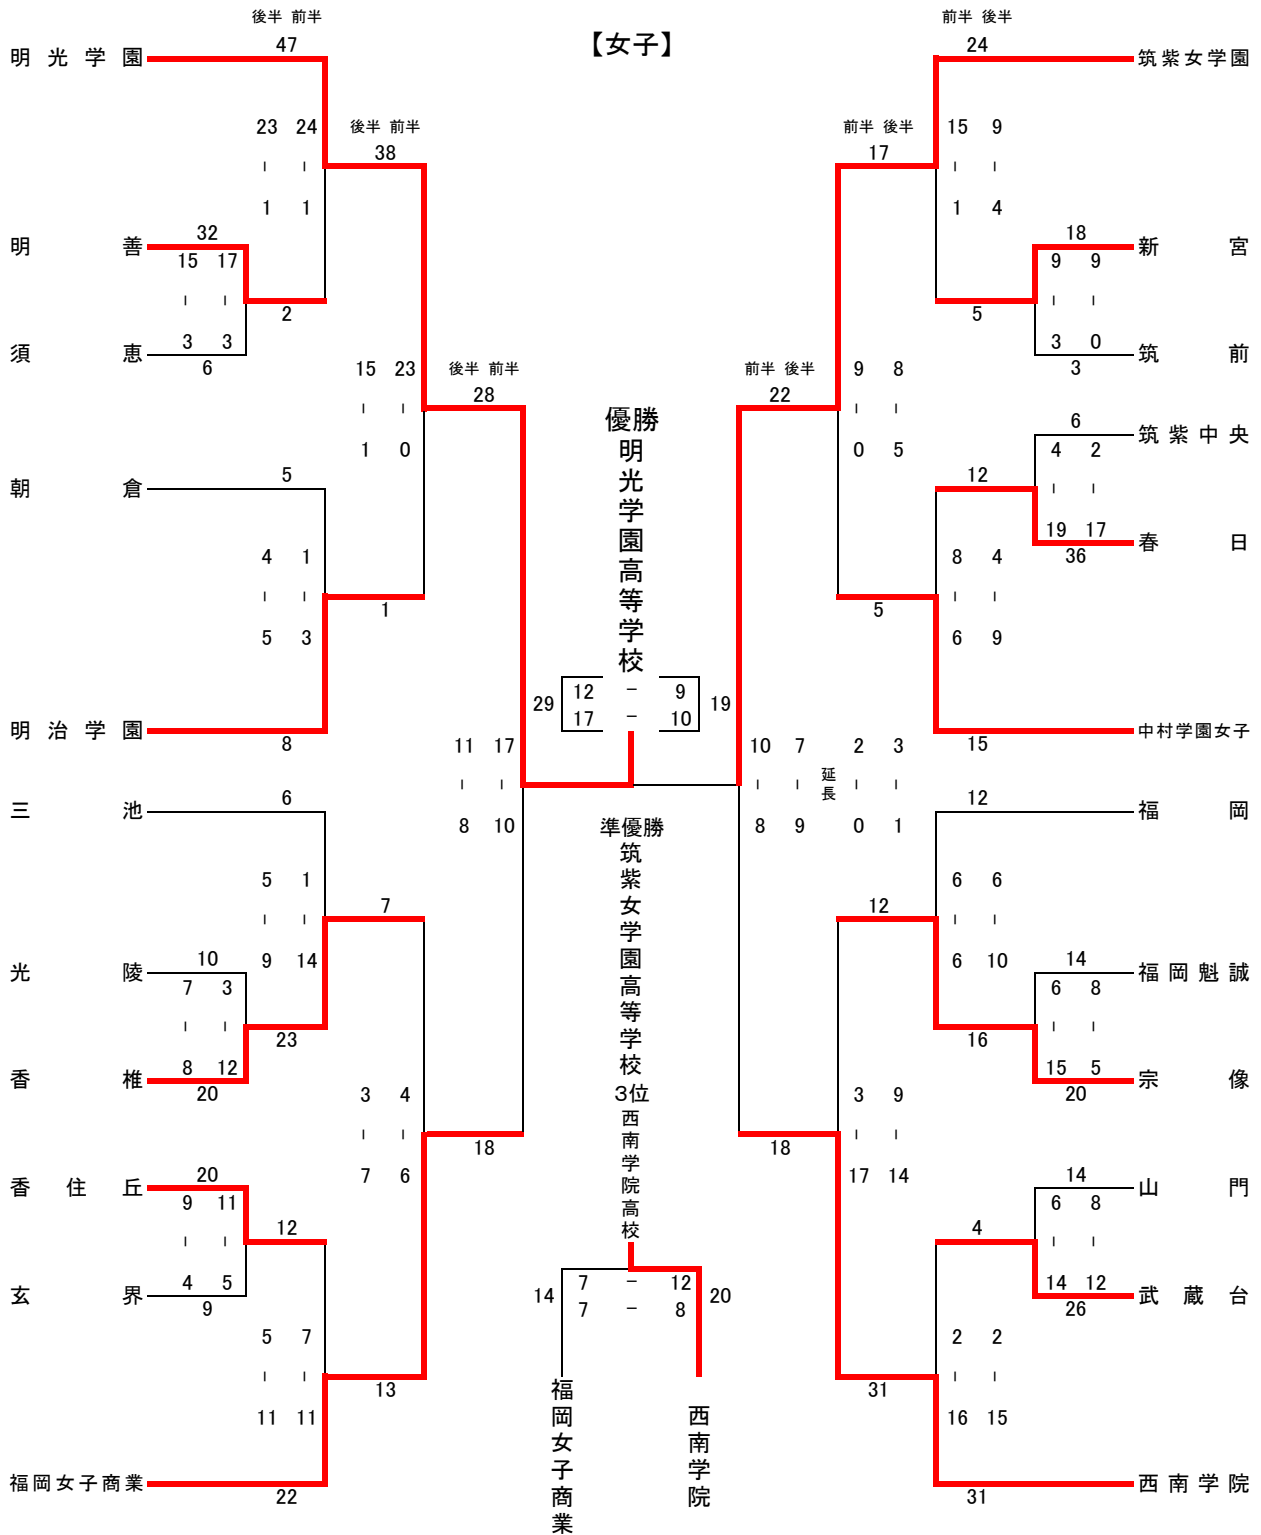 【女子】
後半 前半
47
明光学園
23 24
- -
1 1
明善
32
15 17
- -
3 3
6
須恵
2
後半 前半
38
15 23
- -
1 0
朝倉
5
4 1
- -
5 3
明治学園
8
1
後半 前半
28
11 17
- -
8 10
三池
6
5 1
- -
9 14
光陵
10
7 3
- -
8 12
香椎
20
23
7
3 4
- -
7 6
18
香住丘
20
9 11
- -
4 5
玄界
9
12
5 7
- -
11 11
福岡女子商業
22
13
優勝
明光学園高等学校
29
12 - 9
17 - 10
19
準優勝
筑紫女学園高等学校
3位
西南学院高校
14
7 - 12
7 - 8
20
福岡女子商業
西南学院
前半 後半
24
筑紫女学園
15 9
- -
1 4
新宮
18
9 9
- -
3 0
筑前
3
5
前半 後半
17
9 8
- -
0 5
筑紫中央
6
4 2
- -
19 17
春日
36
12
8 4
- -
6 9
中村学園女子
15
5
前半 後半
22
10 7
- -
8 9
延長
2 3
- -
0 1
福岡
12
6 6
- -
6 10
福岡魁誠
14
6 8
- -
15 5
宗像
20
16
12
3 9
- -
17 14
18
山門
14
6 8
- -
14 12
武蔵台
26
4
2 2
- -
16 15
西南学院
31
31